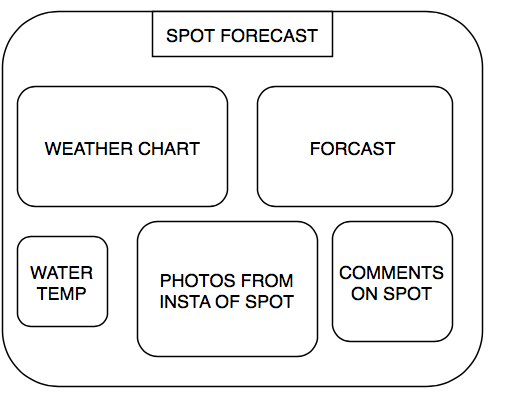 SPOT FORECAST
WEATHER CHART
FORCAST
WATER
TEMP
PHOTOS FROM
INSTA OF SPOT
COMMENTS
ON SPOT